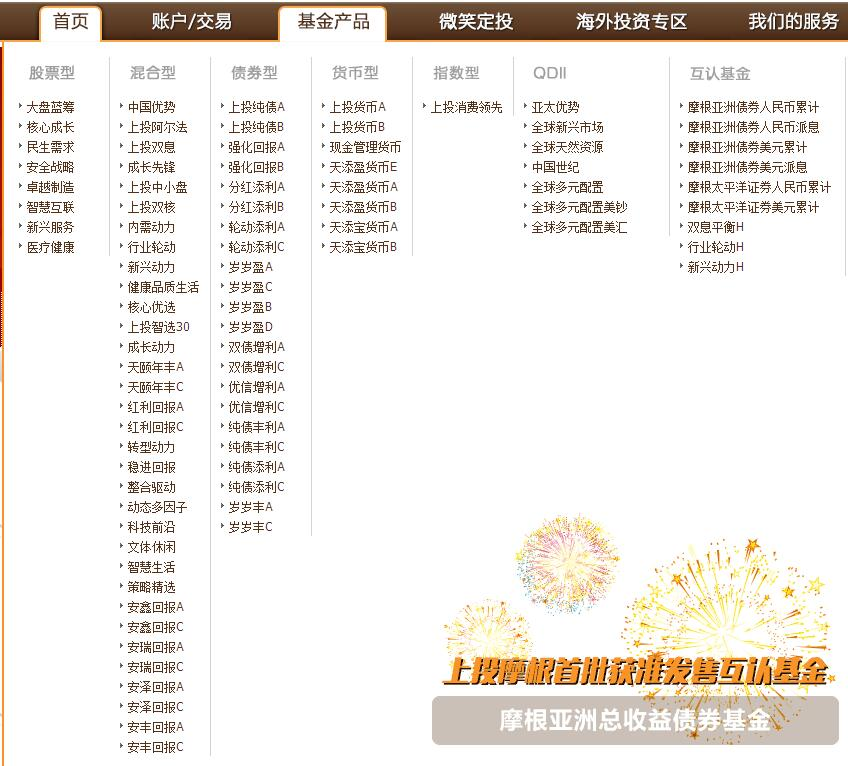 首页
账户/交易
基金产品
微笑定投
海外投资专区
我们的服务
股票型
大盘蓝筹
核心成长
民生需求
安全战略
卓越制造
智慧互联
新兴服务
医疗健康
混合型
中国优势
上投阿尔法
上投双息
成长先锋
上投中小盘
上投双核
内需动力
行业轮动
新兴动力
健康品质生活
核心优选
上投智选30
成长动力
天颐年丰A
天颐年丰C
红利回报A
红利回报C
转型动力
稳进回报
整合驱动
动态多因子
科技前沿
文体休闲
智慧生活
策略精选
安鑫回报A
安鑫回报C
安瑞回报A
安瑞回报C
安泽回报A
安泽回报C
安丰回报A
安丰回报C
债券型
上投纯债A
上投纯债B
强化回报A
强化回报B
分红添利A
分红添利B
轮动添利A
轮动添利C
岁岁盈A
岁岁盈C
岁岁盈B
岁岁盈D
双债增利A
双债增利C
优信增利A
优信增利C
纯债丰利A
纯债丰利C
纯债添利A
纯债添利C
岁岁丰A
岁岁丰C
货币型
上投货币A
上投货币B
现金管理货币
天添盈货币E
天添盈货币A
天添盈货币B
天添宝货币A
天添宝货币B
指数型
上投消费领先
QDII
亚太优势
全球新兴市场
全球天然资源
中国世纪
全球多元配置
全球多元配置美钞
全球多元配置美汇
互认基金
摩根亚洲债券人民币累计
摩根亚洲债券人民币派息
摩根亚洲债券美元累计
摩根亚洲债券美元派息
摩根太平洋证券人民币累计
摩根太平洋证券美元累计
双息平衡H
行业轮动H
新兴动力H
上投摩根首批获准发售互认基金
摩根亚洲总收益债券基金